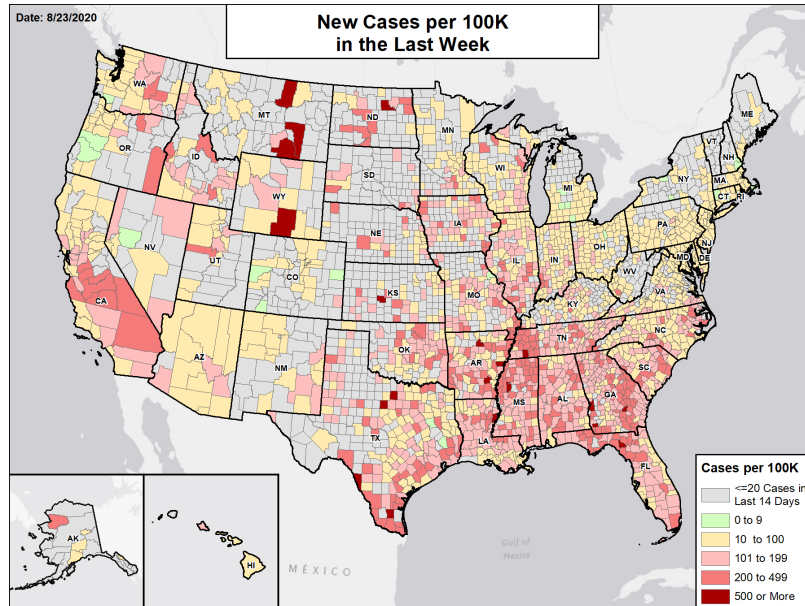 Date: 8/23/2020
New Cases per 100K
in the Last Week
WA
MT
ND
MN
ME
OR
ID
SD
WI
VT
NH
NY
MA
CT
RI
WY
MI
IA
PA
NJ
NE
NV
UT
OH
MD
DE
IL
IN
WV
CO
VA
KS
MO
KY
CA
NC
TN
OK
AZ
AR
NM
SC
MS
AL
GA
TX
LA
FL
AK
HI
MÉXICO
Gulf of
Mexico
Cases per 100K
<=20 Cases in
Last 14 Days
0 to 9
10 to 100
101 to 199
200 to 499
500 or More